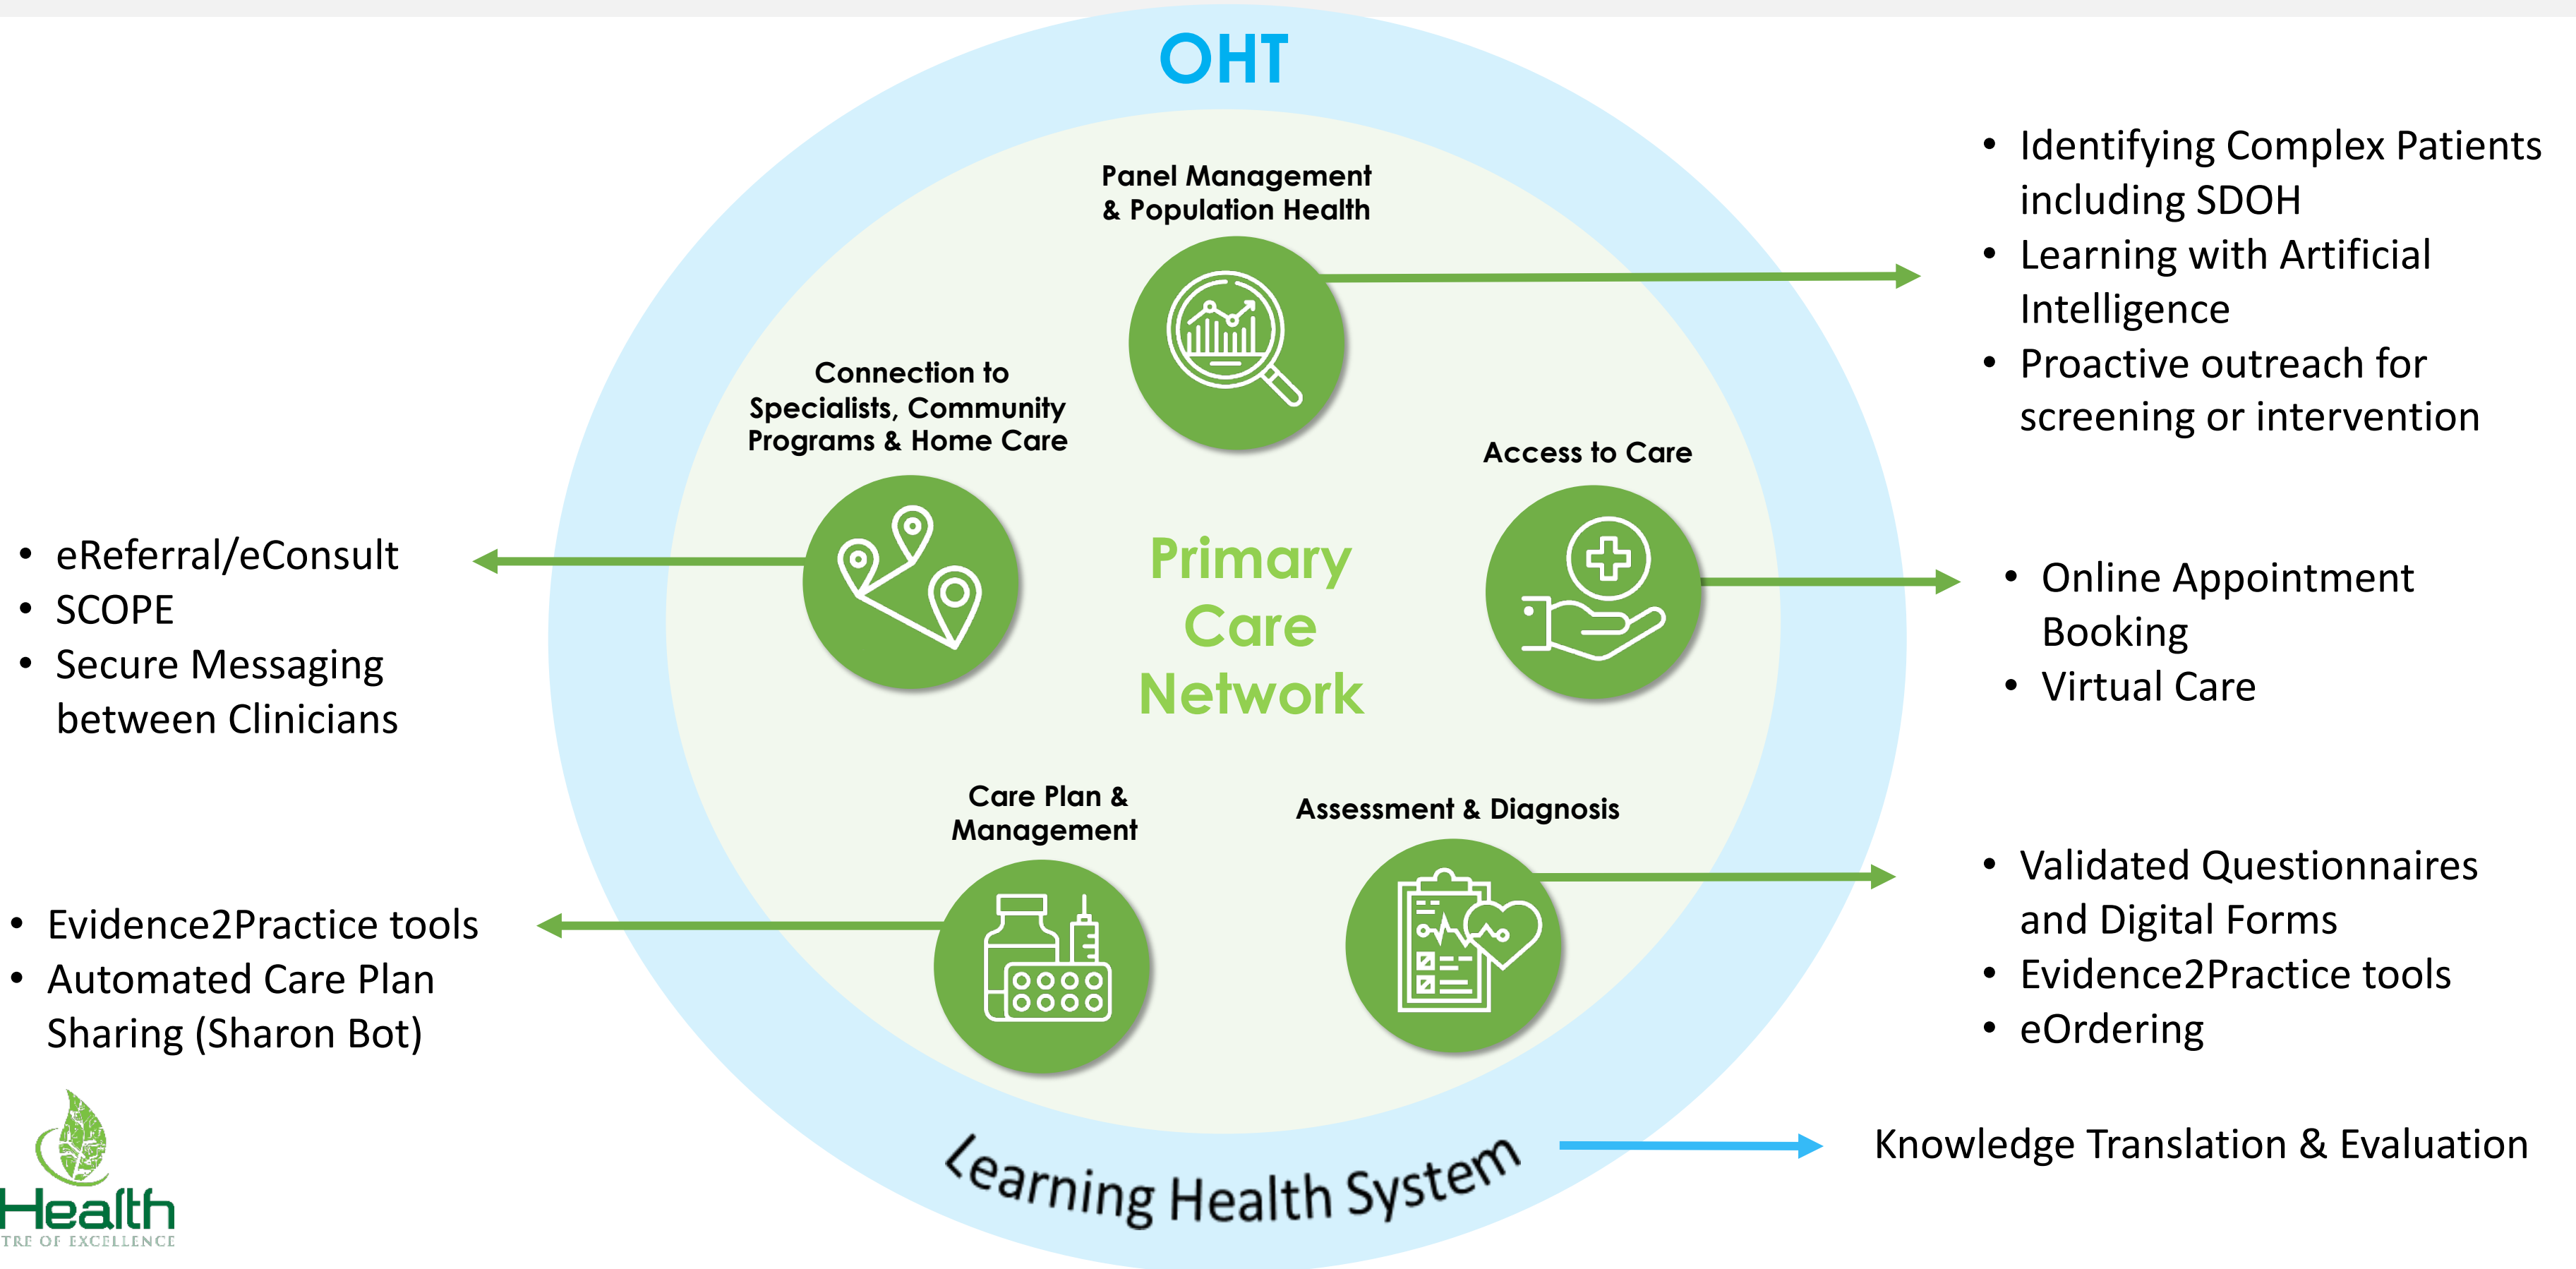 OHT
Panel Management
& Population Health
• Identifying Complex Patients
including SDOH
• Learning with Artificial
Intelligence
• Proactive outreach for
screening or intervention
Connection to
Specialists, Community
Programs & Home Care
• eReferral/eConsult
• SCOPE
• Secure Messaging
between Clinicians
Access to Care
• Online Appointment
Booking
• Virtual Care
Primary
Care
Network
Care Plan &
Management
• Evidence2Practice tools
• Automated Care Plan
Sharing (Sharon Bot)
Assessment & Diagnosis
• Validated Questionnaires
and Digital Forms
• Evidence2Practice tools
• eOrdering
Learning Health System
Knowledge Translation & Evaluation
Health
TRE OF EXCELLENCE